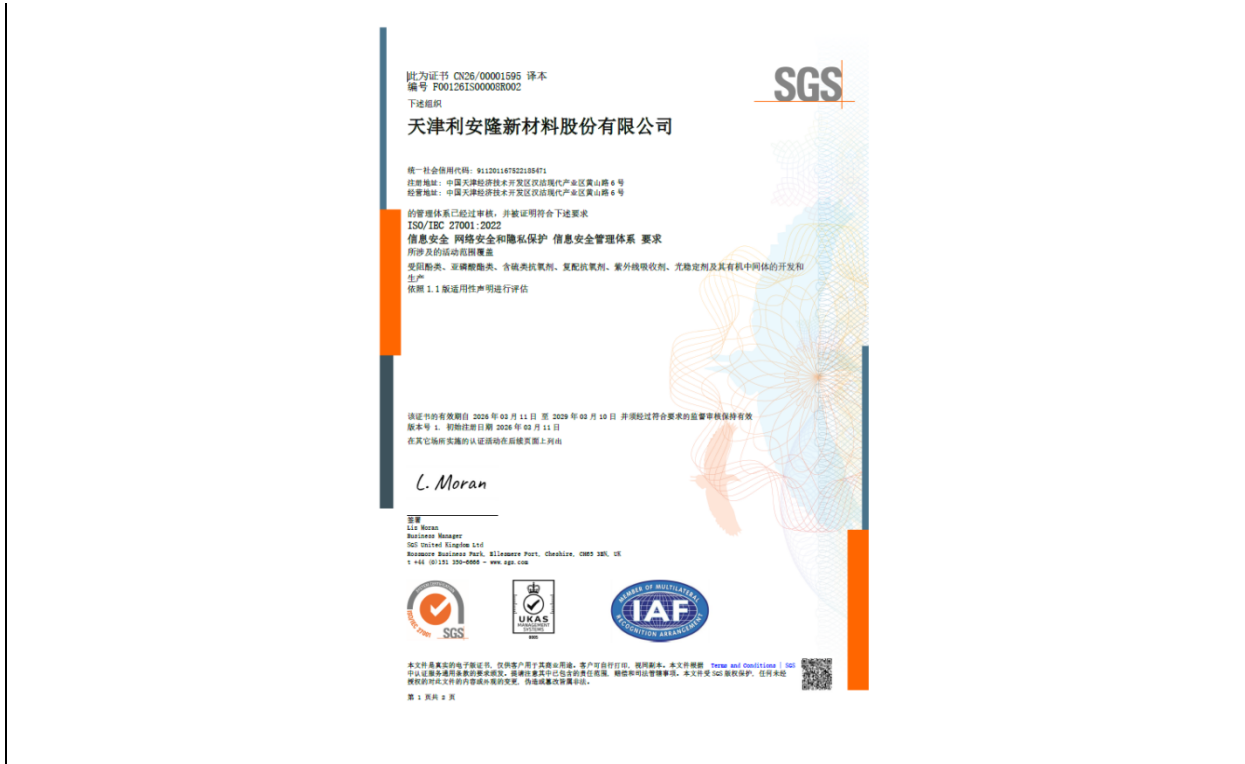 此为证书 CN26/00001595 译本
编号 F00126IS00008R002
下述组织
SGS
天津利安隆新材料股份有限公司
统一社会信用代码: 911201167522185471
注册地址: 中国天津经济技术开发区汉沽现代产业区黄山路 6 号
经营地址: 中国天津经济技术开发区汉沽现代产业区黄山路 6 号
的管理体系已经过审核, 并被证明符合下述要求
ISO/IEC 27001:2022
信息安全 网络安全和隐私保护 信息安全管理体系 要求
所涉及的活动范围覆盖
受阻酚类、亚磷酸酯类、含硫类抗氧剂、复配抗氧剂、紫外线吸收剂、光稳定剂及其有机中间体的开发和
生产
依照 1.1 版适用性声明进行评估
该证书的有效期自 2026 年 03 月 11 日 至 2029 年 03 月 10 日 并须经过符合要求的监督审核保持有效
版本号 1. 初始注册日期 2026 年 03 月 11 日
在其它场所实施的认证活动在后续页面上列出
L. Moran
签署
Liz Moran
Business Manager
SGS United Kingdom Ltd
Rossmore Business Park, Ellesmere Port, Cheshire, CH65 3EN, UK
t +44 (0)151 350-6666 - www.sgs.com
ISO/IEC 27001
SGS
UKAS
MANAGEMENT
SYSTEMS
MEMBER OF MULTILATERAL
IAF
RECOGNITION ARRANGEMENT
本文件是真实的电子版证书, 仅供客户用于其商业用途。客户可自行打印, 视同副本。本文件根据 Terms and Conditions | SGS
中认证服务通用条款的要求颁发。提请注意其中已包含的责任范围, 赔偿和司法管辖事项。本文件受 SGS 版权保护, 任何未经
授权的对此文件的内容或外观的变更, 伪造或篡改皆属非法。
第 1 页共 2 页